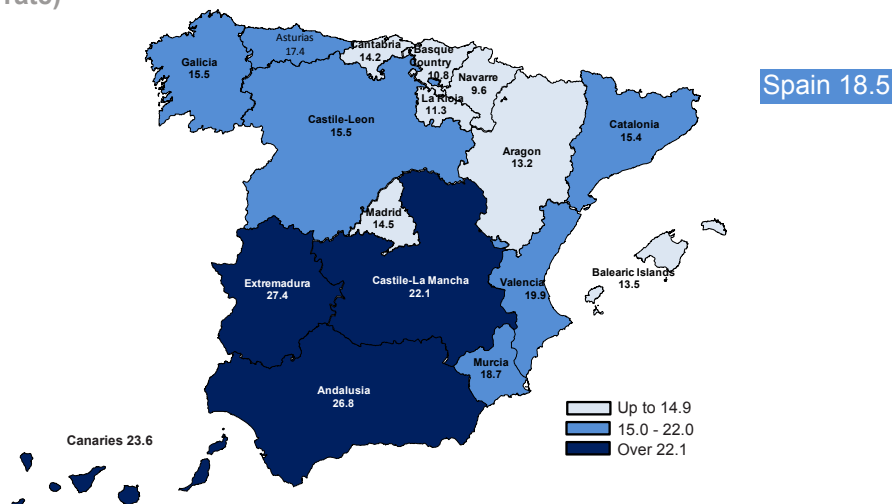 Asturias
17.4
Cantabria
14.2
Basque
Country
10.8
Galicia
15.5
Navarre
9.6
Spain 18.5
La Rioja
11.3
Castile-Leon
15.5
Catalonia
15.4
Aragon
13.2
Madrid
14.5
Balearic Islands
13.5
Extremadura
27.4
Castile-La Mancha
22.1
Valencia
19.9
Murcia
18.7
Andalusia
26.8
Canaries 23.6
Up to 14.9
15.0 - 22.0
Over 22.1